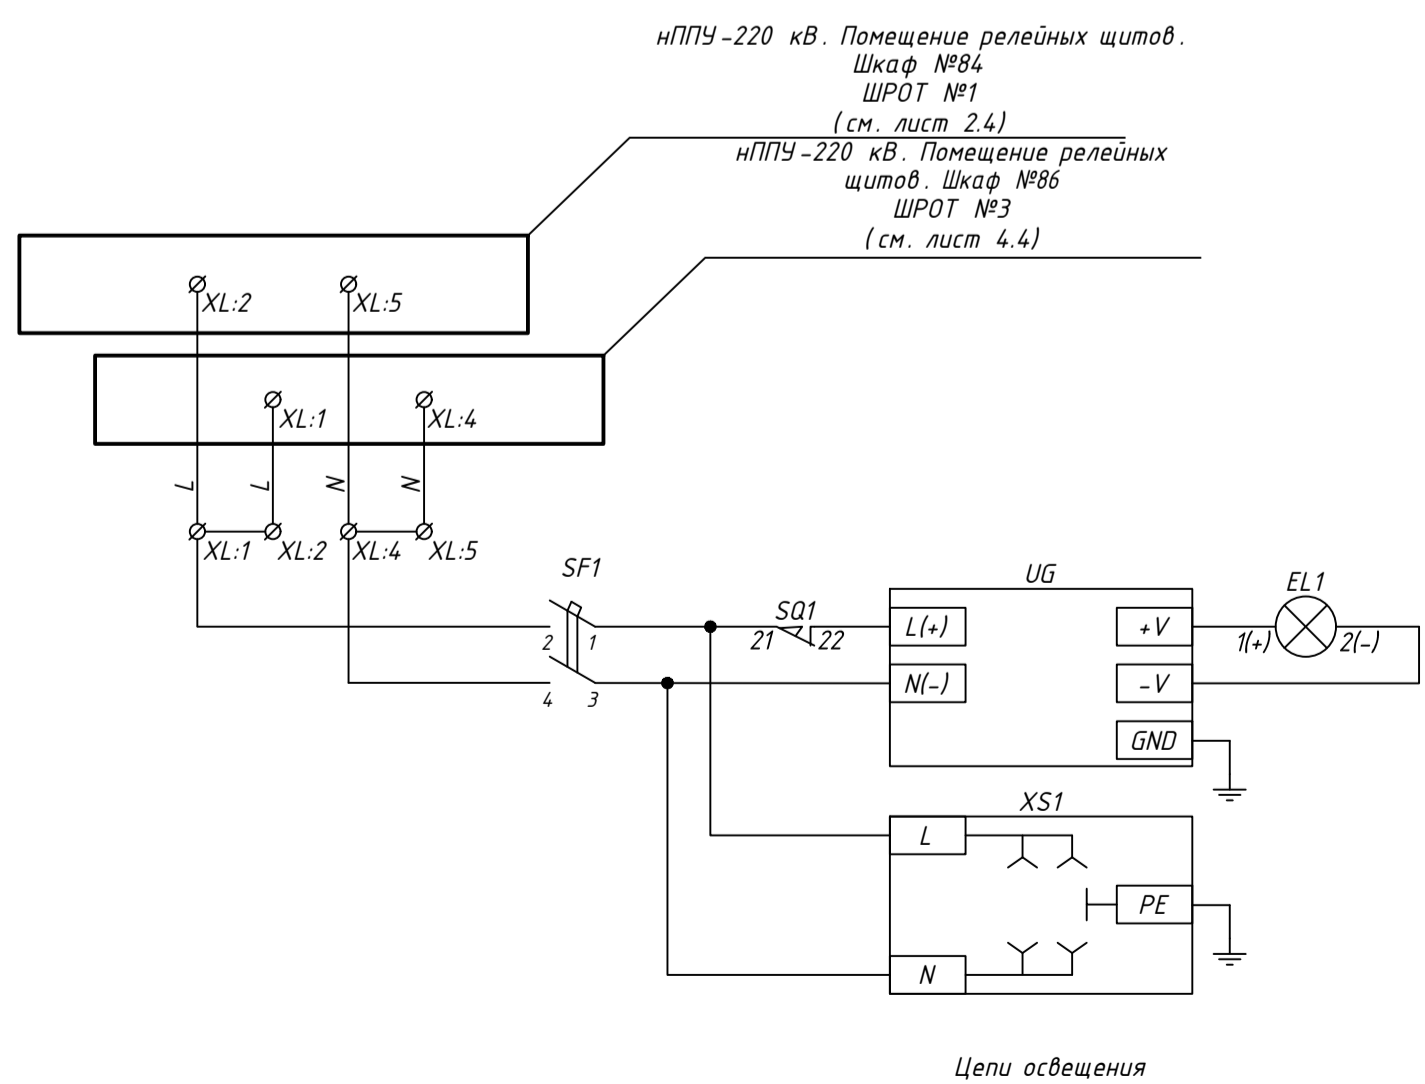 нППУ-220 кВ. Помещение релейных щитов.
Шкаф №84
ШРОТ №1
(см. лист 2.4)
нППУ-220 кВ. Помещение релейных
щитов. Шкаф №86
ШРОТ №3
(см. лист 4.4)
XL:2
XL:5
XL:1
XL:4
L
L
N
N
XL:1
XL:2
XL:4
XL:5
SF1
2
1
4
3
SQ1
21
22
UG
L(+)
N(-)
+V
-V
GND
EL1
1(+)
2(-)
XS1
L
PE
N
Цепи освещения